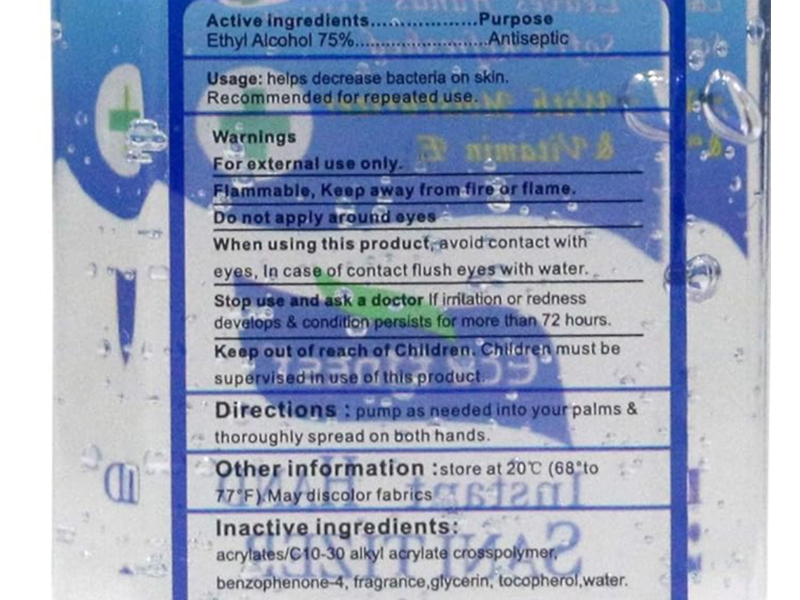 Active ingredients..................Purpose
Ethyl Alcohol 75%.......................Antiseptic
Usage: helps decrease bacteria on skin.
Recommended for repeated use.
Warnings
For external use only.
Flammable, Keep away from fire or flame.
Do not apply around eyes
When using this product, avoid contact with
eyes, In case of contact flush eyes with water.
Stop use and ask a doctor If irritation or redness
develops & condition persists for more than 72 hours.
Keep out of reach of Children. Children must be
supervised in use of this product.
Directions : pump as needed into your palms &
thoroughly spread on both hands.
Other information :store at 20℃ (68°to
77°F).May discolor fabrics
Inactive ingredients:
acrylates/C10-30 alkyl acrylate crosspolymer,
benzophenone-4, fragrance,glycerin, tocopherol,water.
With
& Vitamin E
Instant HAND
SANITIZER